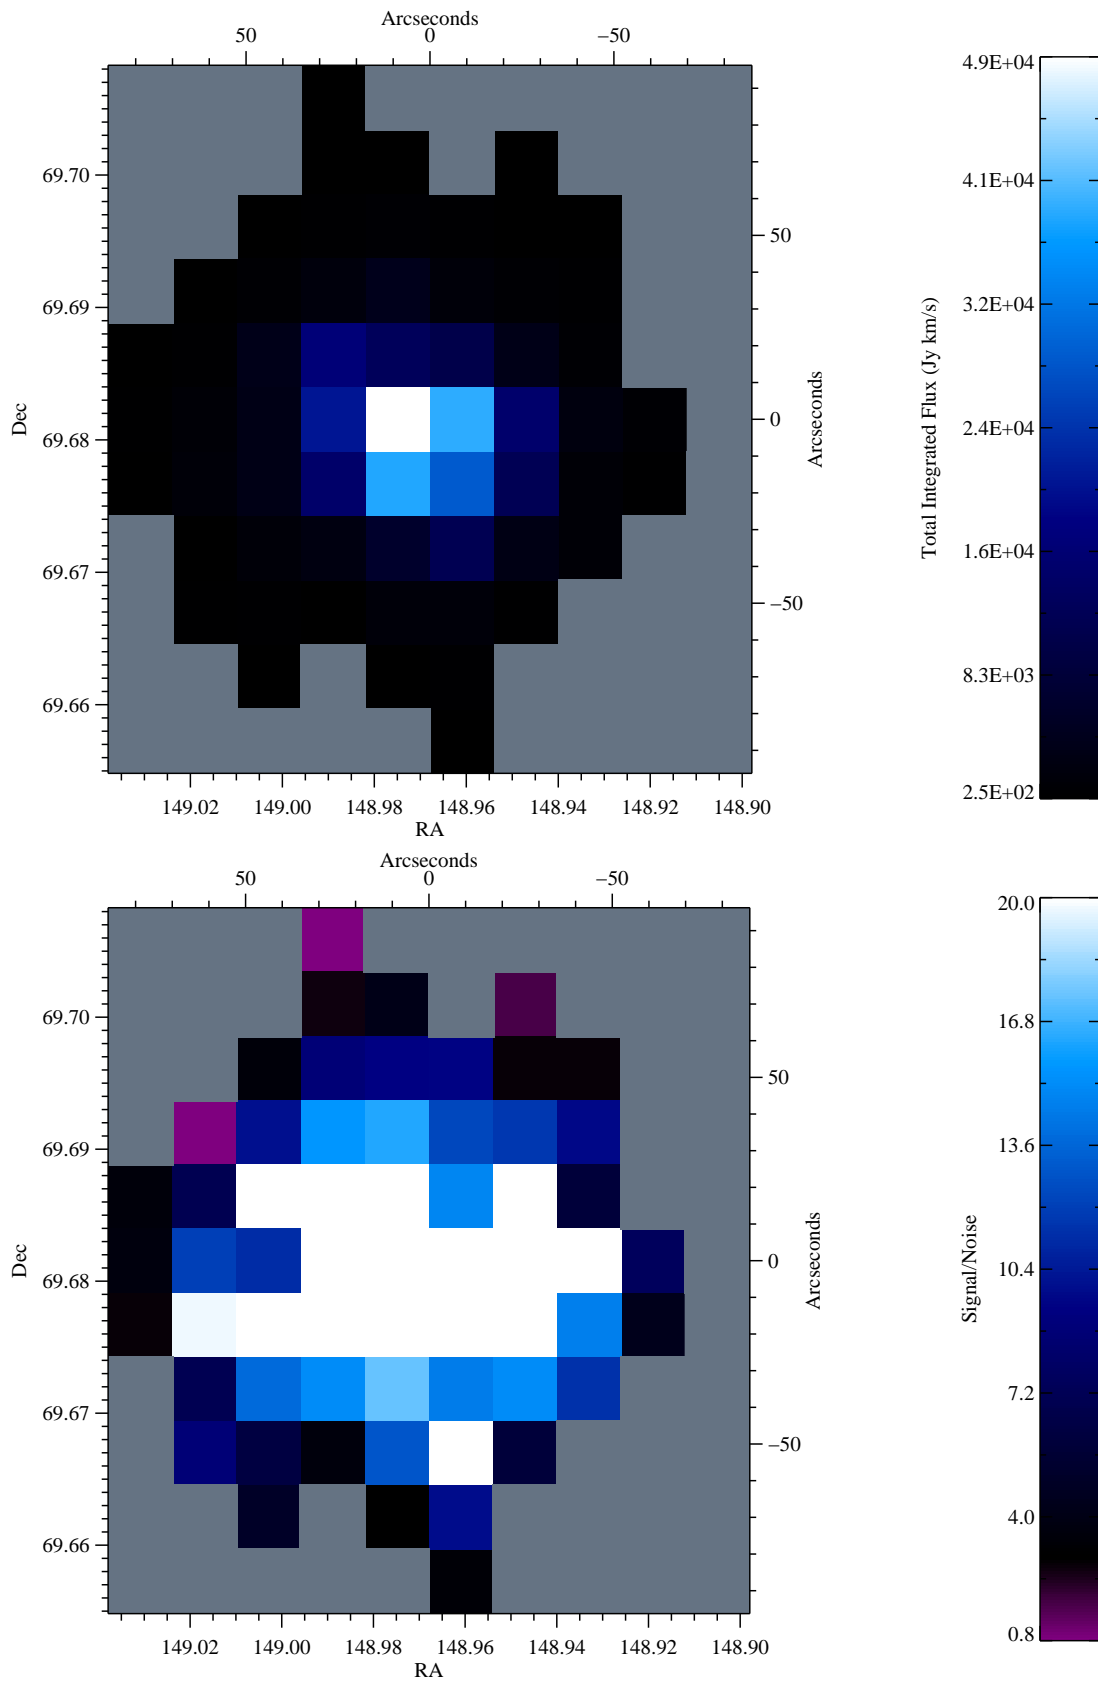 Arcseconds
50 0 −50
4.9E+04
4.1E+04
3.2E+04
2.4E+04
1.6E+04
8.3E+03
2.5E+02
Total Integrated Flux (Jy km/s)
69.70
69.69
69.68
69.67
69.66
Dec
50
0
−50
Arcseconds
149.02 149.00 148.98 148.96 148.94 148.92 148.90
RA
Arcseconds
50 0 −50
20.0
16.8
13.6
10.4
7.2
4.0
0.8
Signal/Noise
69.70
69.69
69.68
69.67
69.66
Dec
50
0
−50
Arcseconds
149.02 149.00 148.98 148.96 148.94 148.92 148.90
RA